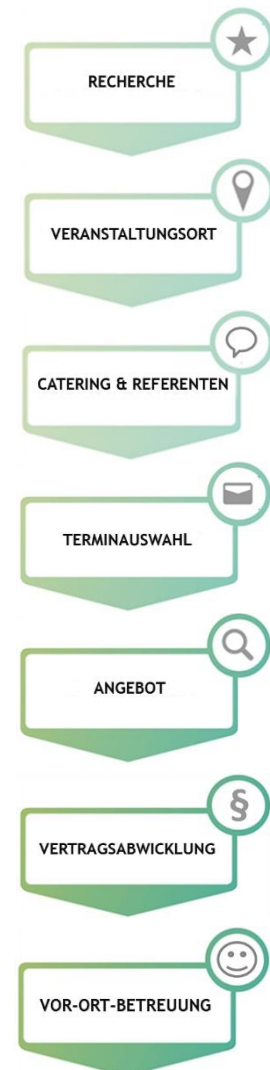 RECHERCHE
VERANSTALTUNGSORT
CATERING & REFERENTEN
TERMINAUSWAHL
ANGEBOT
§
VERTRAGSABWICKLUNG
VOR-ORT-BETREUUNG